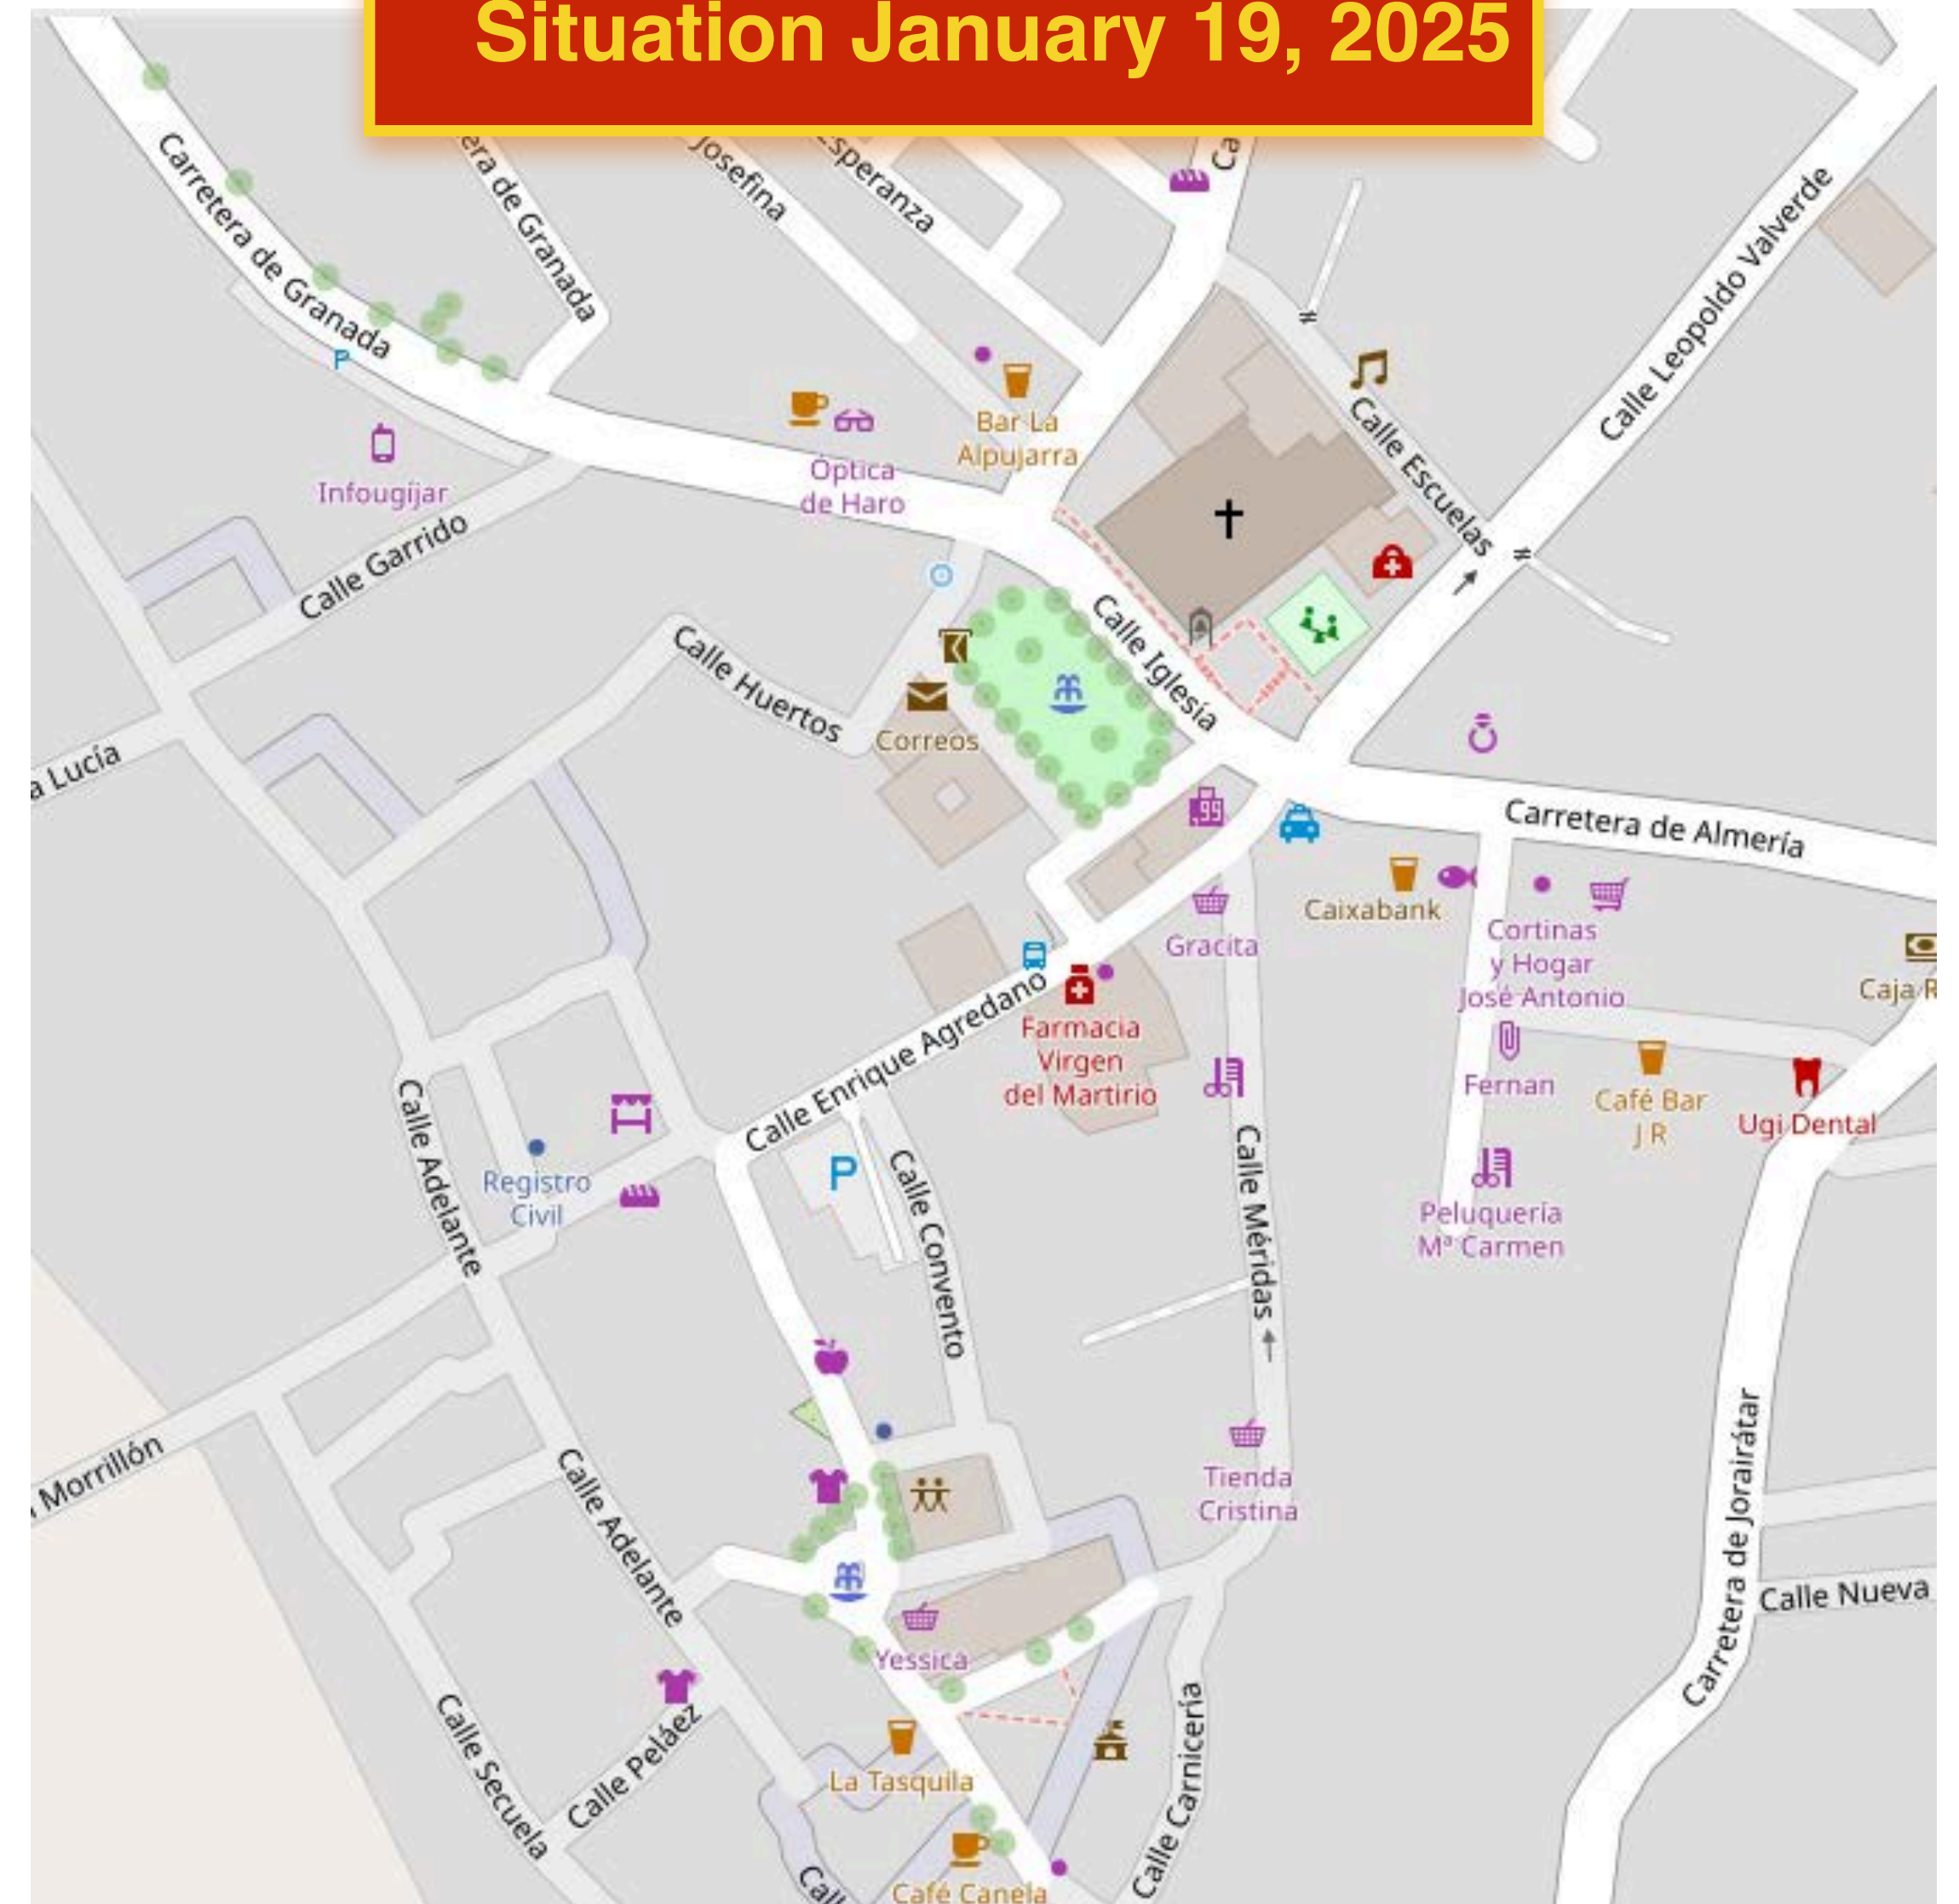 Situation January 19, 2025
Carretera de Granada
era de Granada
Josefina
Esperanza
Ca
Calle Leopoldo Valverde
P
Infougíjar
Óptica
de Haro
Bar La
Alpujarra
Calle Escuelas
Calle Garrido
Calle Huertos
Calle Iglesia
Correos
a Lucía
Carretera de Almería
Caixabank
Gracita
Cortinas
y Hogar
José Antonio
Caja R
Calle Enrique Agredano
Farmacia
Virgen
del Martirio
Fernan
Café Bar
J R
Ugi Dental
Calle Adelante
Registro
Civil
P
Calle Convento
Calle Méridas
Peluquería
Mª Carmen
Morrillón
Calle Adelante
Tienda
Cristina
Carretera de Jorairátar
Calle Nueva
Yessica
Calle Secuela
Calle Peláez
La Tasquila
Calle Carnicería
Call
Café Canela